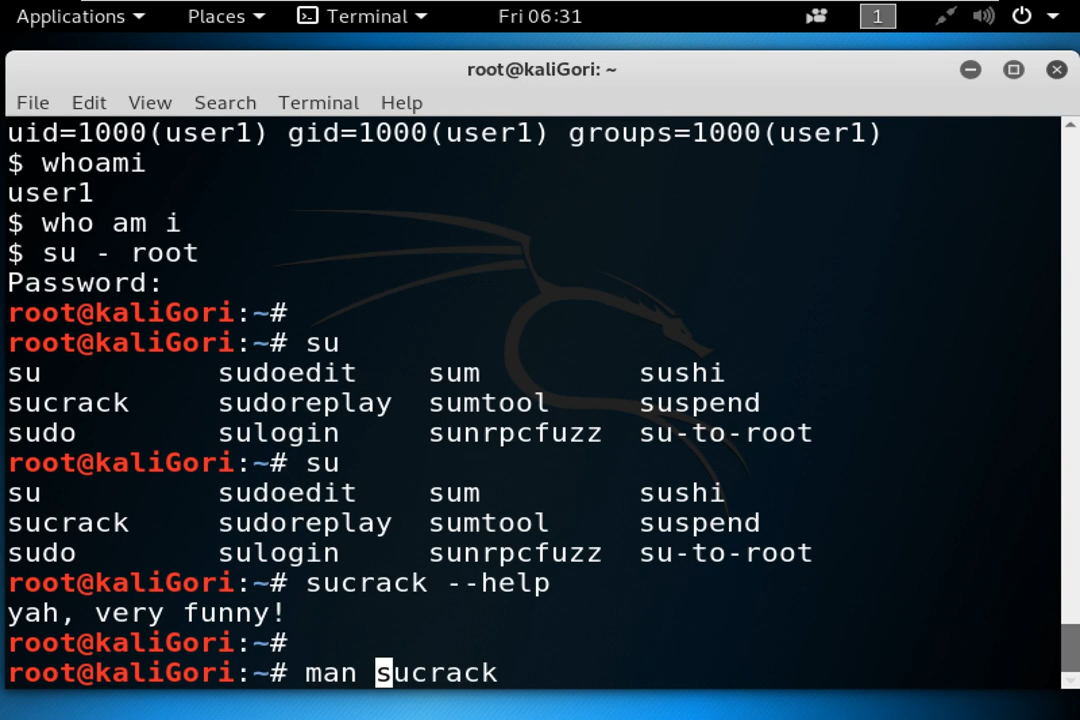 Applications Places Terminal Fri 06:31 1
root@kaliGori: ~
File Edit View Search Terminal Help
uid=1000(user1) gid=1000(user1) groups=1000(user1)
$ whoami
user1
$ who am i
$ su - root
Password:
root@kaliGori:~#
root@kaliGori:~# su
su sudoedit sum sushi
sucrack sudoreplay sumtool suspend
sudo sulogin sunrpcfuzz su-to-root
root@kaliGori:~# su
su sudoedit sum sushi
sucrack sudoreplay sumtool suspend
sudo sulogin sunrpcfuzz su-to-root
root@kaliGori:~# sucrack --help
yah, very funny!
root@kaliGori:~#
root@kaliGori:~# man sucrack